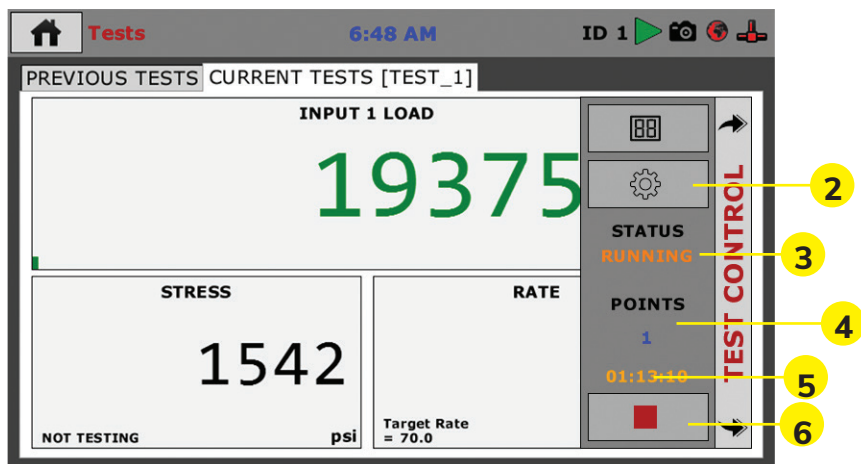 Tests 6:48 AM ID 1
PREVIOUS TESTS CURRENT TESTS [TEST_1]
INPUT 1 LOAD
19375
STRESS
1542
NOT TESTING psi
RATE
Target Rate
= 70.0
88
STATUS
RUNNING
POINTS
1
01:13:10
TEST CONTROL
2
3
4
5
6